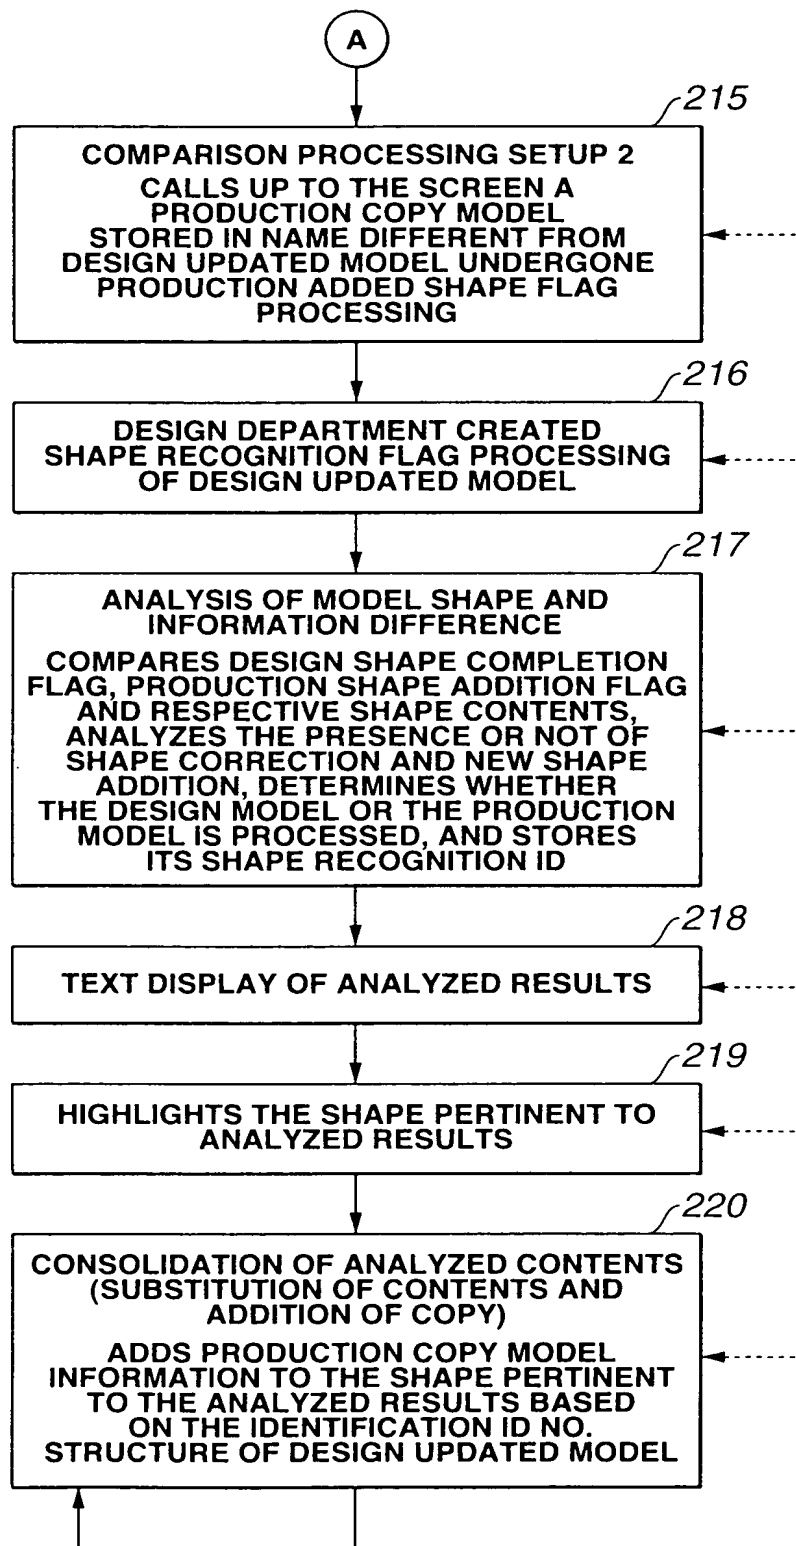 A
215
COMPARISON PROCESSING SETUP 2
CALLS UP TO THE SCREEN A
PRODUCTION COPY MODEL
STORED IN NAME DIFFERENT FROM
DESIGN UPDATED MODEL UNDERGONE
PRODUCTION ADDED SHAPE FLAG
PROCESSING
216
DESIGN DEPARTMENT CREATED
SHAPE RECOGNITION FLAG PROCESSING
OF DESIGN UPDATED MODEL
217
ANALYSIS OF MODEL SHAPE AND
INFORMATION DIFFERENCE
COMPARES DESIGN SHAPE COMPLETION
FLAG, PRODUCTION SHAPE ADDITION FLAG
AND RESPECTIVE SHAPE CONTENTS,
ANALYZES THE PRESENCE OR NOT OF
SHAPE CORRECTION AND NEW SHAPE
ADDITION, DETERMINES WHETHER
THE DESIGN MODEL OR THE PRODUCTION
MODEL IS PROCESSED, AND STORES
ITS SHAPE RECOGNITION ID
218
TEXT DISPLAY OF ANALYZED RESULTS
219
HIGHLIGHTS THE SHAPE PERTINENT TO
ANALYZED RESULTS
220
CONSOLIDATION OF ANALYZED CONTENTS
(SUBSTITUTION OF CONTENTS AND
ADDITION OF COPY)
ADDS PRODUCTION COPY MODEL
INFORMATION TO THE SHAPE PERTINENT
TO THE ANALYZED RESULTS BASED
ON THE IDENTIFICATION ID NO.
STRUCTURE OF DESIGN UPDATED MODEL